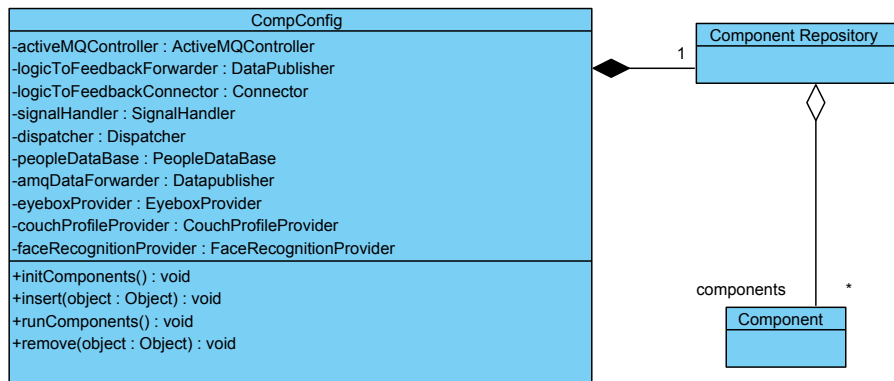 CompConfig
-activeMQController : ActiveMQController
-logicToFeedbackForwarder : DataPublisher
-logicToFeedbackConnector : Connector
-signalHandler : SignalHandler
-dispatcher : Dispatcher
-peopleDataBase : PeopleDataBase
-amqDataForwarder : Datapublisher
-eyeboxProvider : EyeboxProvider
-couchProfileProvider : CouchProfileProvider
-faceRecognitionProvider : FaceRecognitionProvider
+initComponents() : void
+insert(object : Object) : void
+runComponents() : void
+remove(object : Object) : void
1
Component Repository
components *
Component